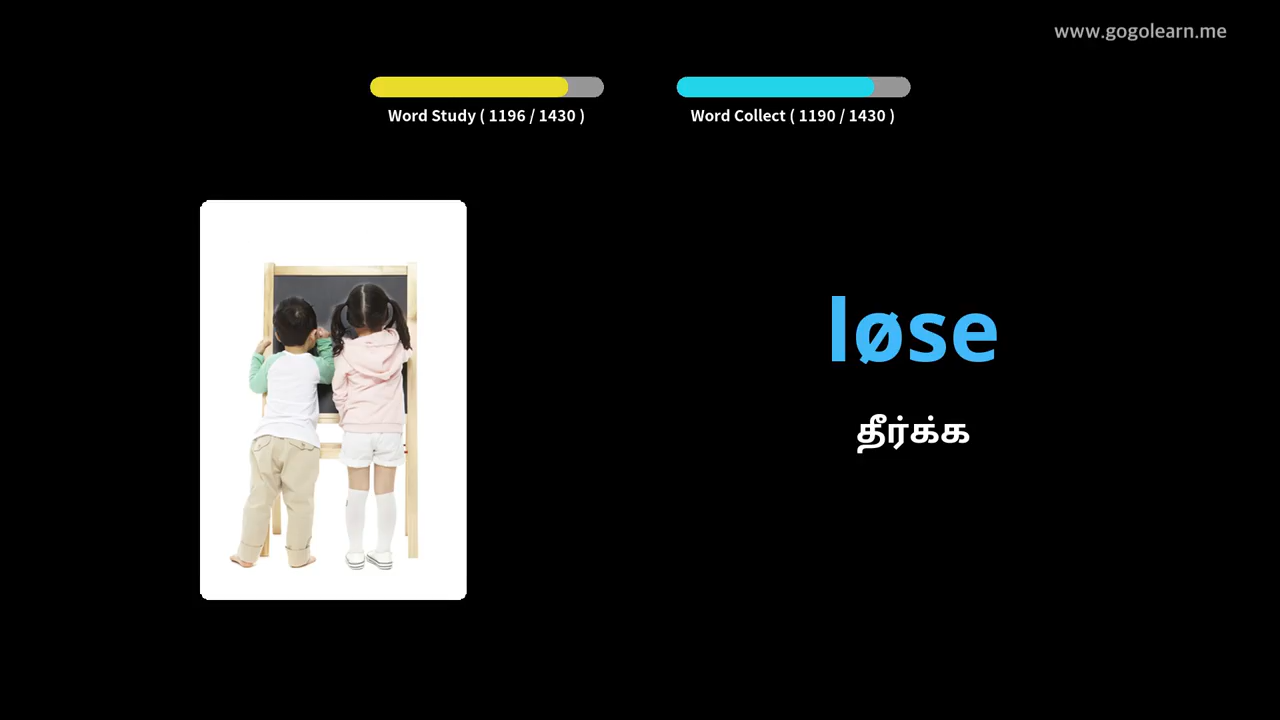 www.gogolearn.me
Word Study ( 1196 / 1430 )
Word Collect ( 1190 / 1430 )
løse
தீர்க்க